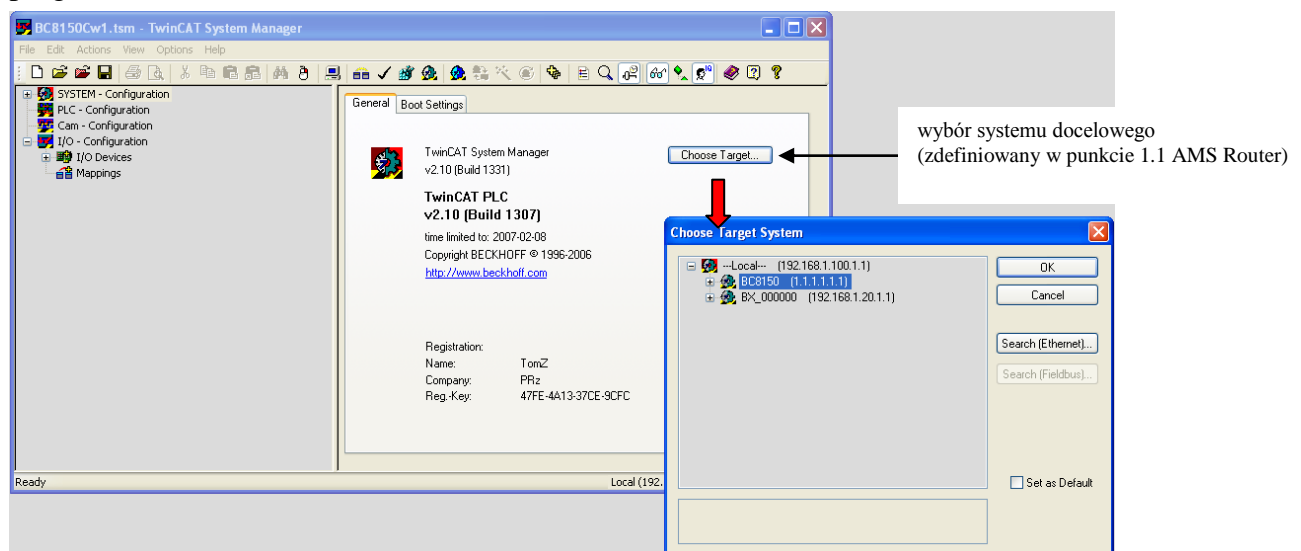 BC8150Cw1.tsm - TwinCAT System Manager
File Edit Actions View Options Help
SYSTEM - Configuration
PLC - Configuration
Cam - Configuration
I/O - Configuration
I/O Devices
Mappings
General Boot Settings
TwinCAT System Manager
v2.10 (Build 1331)
Choose Target...
TwinCAT PLC
v2.10 (Build 1307)
time limited to: 2007-02-08
Copyright BECKHOFF © 1996-2006
http://www.beckhoff.com
Registration:
Name: TomZ
Company: PRz
Reg.-Key: 47FE-4A13-37CE-9CFC
Ready
Local (192.
wybór systemu docelowego
(zdefiniowany w punkcie 1.1 AMS Router)
Choose Target System
---Local--- (192.168.1.100.1.1)
BC8150 (1.1.1.1.1.1)
BX_000000 (192.168.1.20.1.1)
OK
Cancel
Search (Ethernet)...
Search (Fieldbus)...
Set as Default